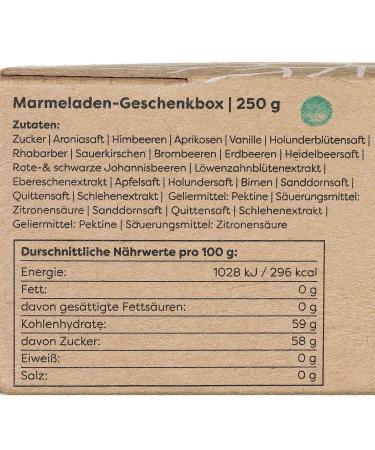 Marmeladen-Geschenkbox | 250 g
Zutaten:
Zucker | Aroniasaft | Himbeeren | Aprikosen | Vanille | Holunderblütensaft |
Rhabarber | Sauerkirschen | Brombeeren | Erdbeeren | Heidelbeersaft |
Rote-& schwarze Johannisbeeren | Löwenzahnblütenextrakt |
Ebereschenextrakt | Apfelsaft | Holundersaft | Birnen | Sanddornsaft |
Quittensaft | Schlehenextrakt | Geliermittel: Pektine | Säuerungsmittel:
Zitronensäure | Sanddornsaft | Quittensaft | Schlehenextrakt |
Geliermittel: Pektine | Säuerungsmittel: Zitronensäure
Durschnittliche Nährwerte pro 100 g:
Energie: 1028 kJ / 296 kcal
Fett: 0 g
davon gesättigte Fettsäuren: 0 g
Kohlenhydrate: 59 g
davon Zucker: 58 g
Eiweiß: 0 g
Salz: 0 g